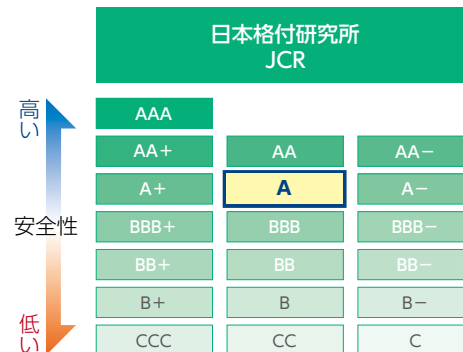 日本格付研究所
JCR
高い
安全性
低い
AAA
AA+ AA AA−
A+ A A−
BBB+ BBB BBB−
BB+ BB BB−
B+ B B−
CCC CC C